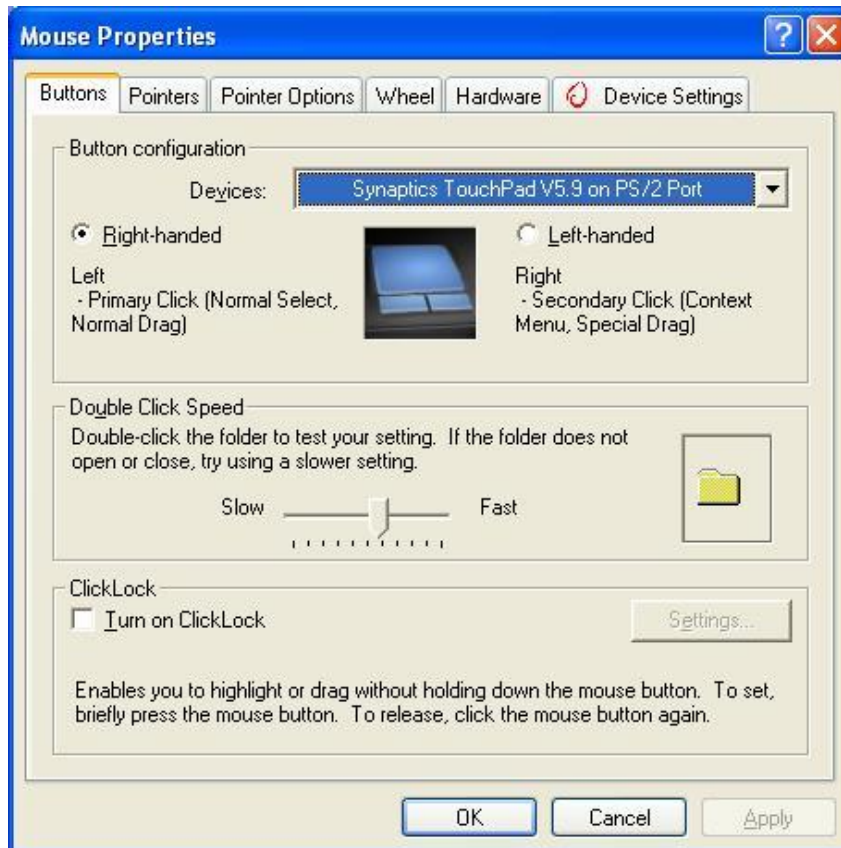 Mouse Properties
Buttons Pointers Pointer Options Wheel Hardware Device Settings
Button configuration
Devices: Synaptics TouchPad V5.9 on PS/2 Port
Right-handed
Left-handed
Left
- Primary Click (Normal Select,
Normal Drag)
Right
- Secondary Click (Context
Menu, Special Drag)
Double Click Speed
Double-click the folder to test your setting. If the folder does not
open or close, try using a slower setting.
Slow Fast
ClickLock
Turn on ClickLock
Settings...
Enables you to highlight or drag without holding down the mouse button. To set,
briefly press the mouse button. To release, click the mouse button again.
OK Cancel Apply